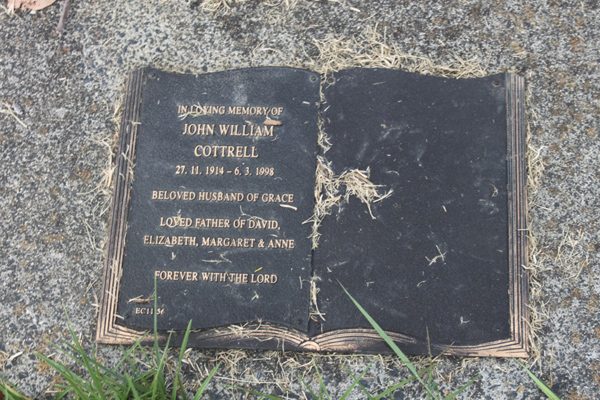 IN LOVING MEMORY OF
JOHN WILLIAM
COTTRELL
27. 11. 1914 - 6. 3. 1998
BELOVED HUSBAND OF GRACE
LOVED FATHER OF DAVID,
ELIZABETH, MARGARET & ANNE
FOREVER WITH THE LORD